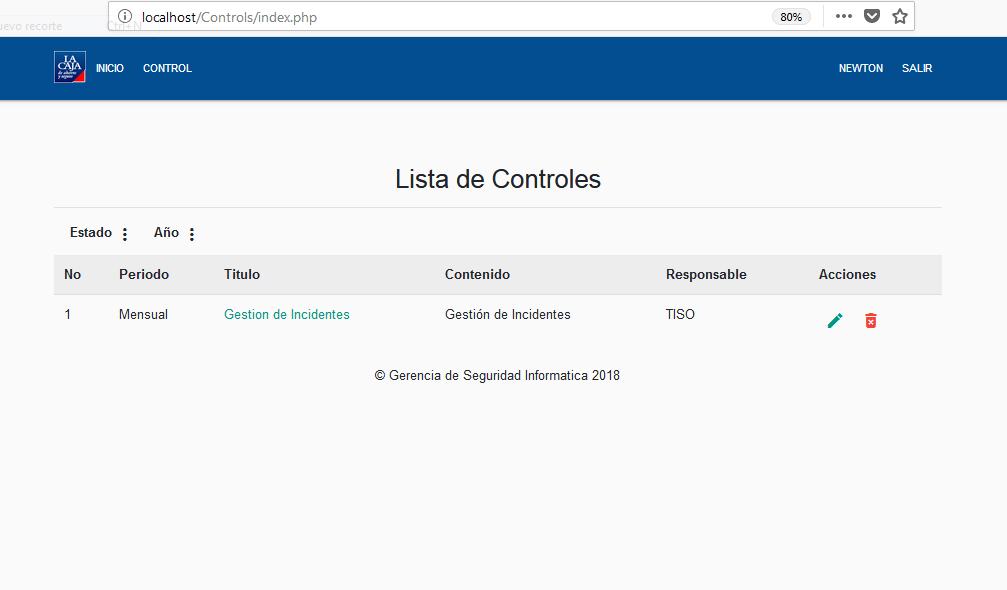 uevo recorte Ctrl+N
localhost/Controls/index.php 80%
LA CAJA de ahorro y seguro INICIO CONTROL NEWTON SALIR
Lista de Controles
Estado Año
No Periodo Titulo Contenido Responsable Acciones
1 Mensual Gestion de Incidentes Gestión de Incidentes TISO
© Gerencia de Seguridad Informatica 2018